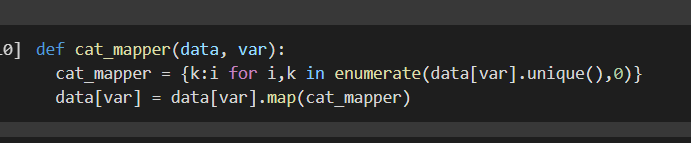 10] def cat_mapper(data, var):
cat_mapper = {k:i for i,k in enumerate(data[var].unique(),0)}
data[var] = data[var].map(cat_mapper)